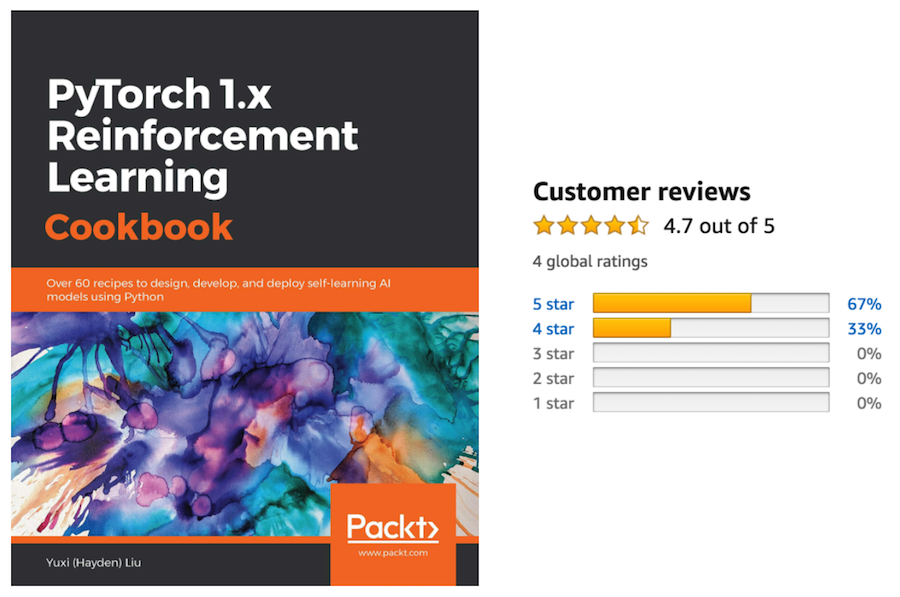 PyTorch 1.x
Reinforcement
Learning
Cookbook
Over 60 recipes to design, develop, and deploy self-learning AI
models using Python
Packt>
www.packt.com
Yuxi (Hayden) Liu
Customer reviews
4.7 out of 5
4 global ratings
5 star 67%
4 star 33%
3 star 0%
2 star 0%
1 star 0%